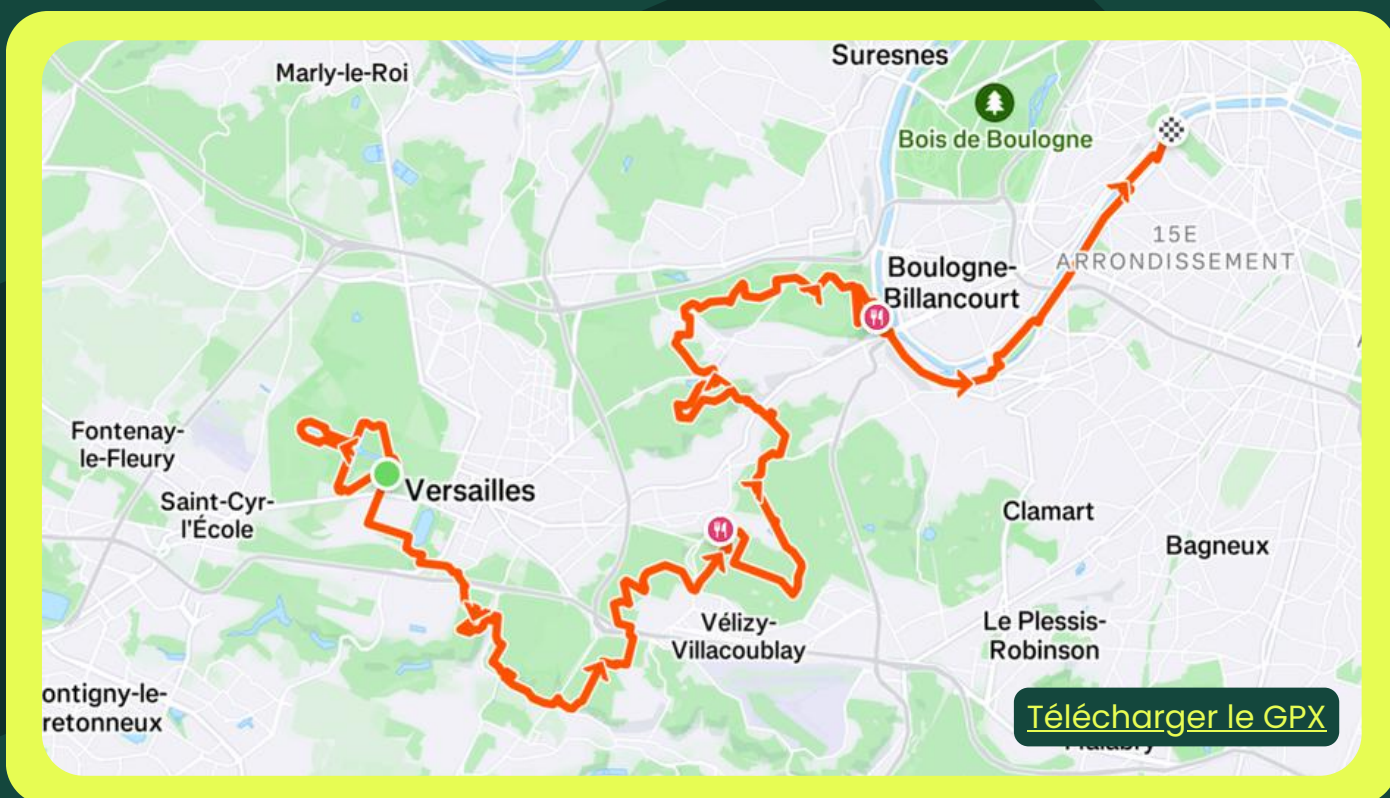 Suresnes
Marly-le-Roi
Bois de Boulogne
15E
ARRONDISSEMENT
Boulogne-
Billancourt
Fontenay-
le-Fleury
Versailles
Saint-Cyr-
l'École
Clamart
Bagneux
Vélizy-
Villacoublay
Le Plessis-
Robinson
ontigny-le-
retonneux
Télécharger le GPX